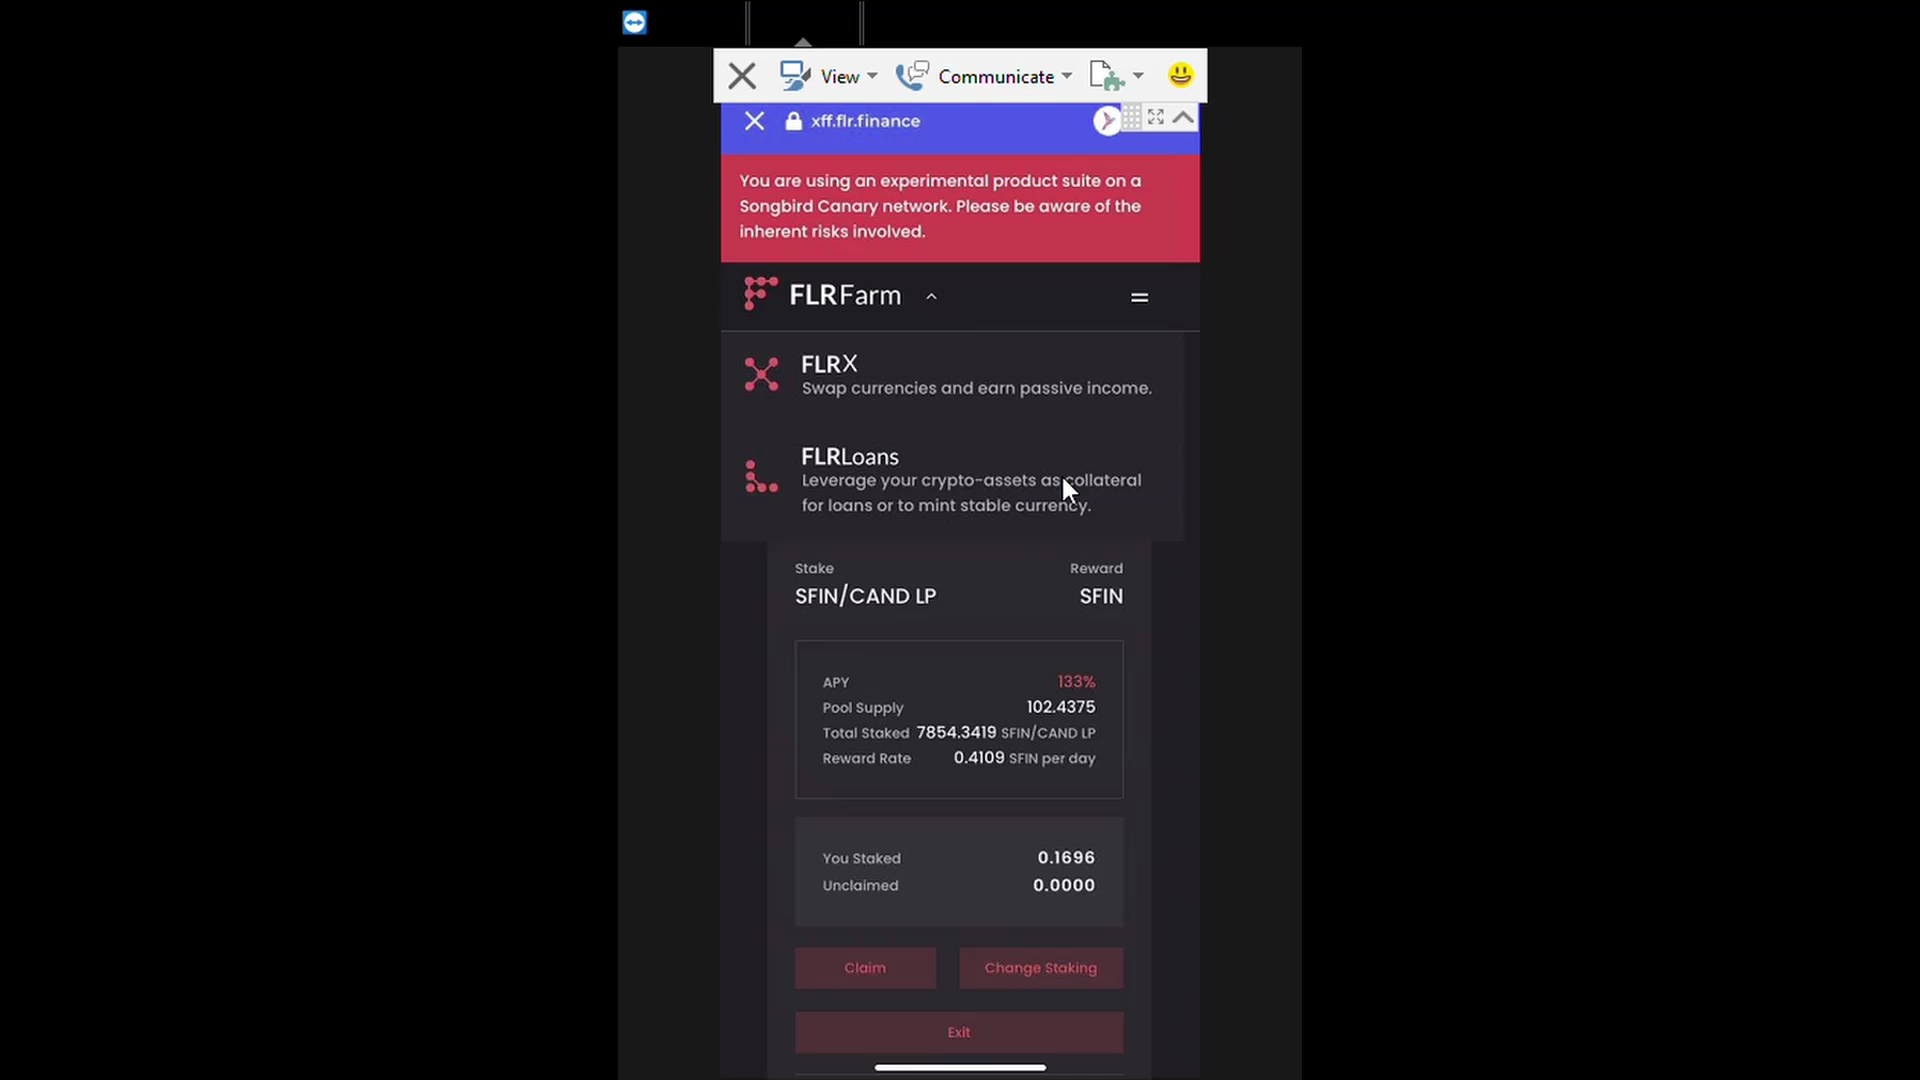 View
Communicate
xff.flr.finance
You are using an experimental product suite on a
Songbird Canary network. Please be aware of the
inherent risks involved.
FLRFarm
FLRX
Swap currencies and earn passive income.
FLRLoans
Leverage your crypto-assets as collateral
for loans or to mint stable currency.
Stake Reward
SFIN/CAND LP SFIN
APY 133%
Pool Supply 102.4375
Total Staked 7854.3419 SFIN/CAND LP
Reward Rate 0.4109 SFIN per day
You Staked 0.1696
Unclaimed 0.0000
Claim Change Staking
Exit